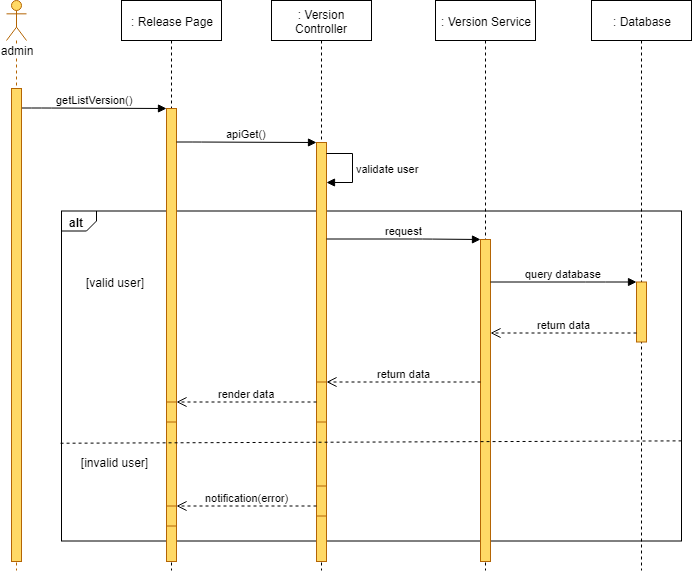 : Release Page
: Version
Controller
: Version Service
: Database
admin
getListVersion()
apiGet()
validate user
alt
request
[valid user]
query database
return data
return data
render data
[invalid user]
notification(error)